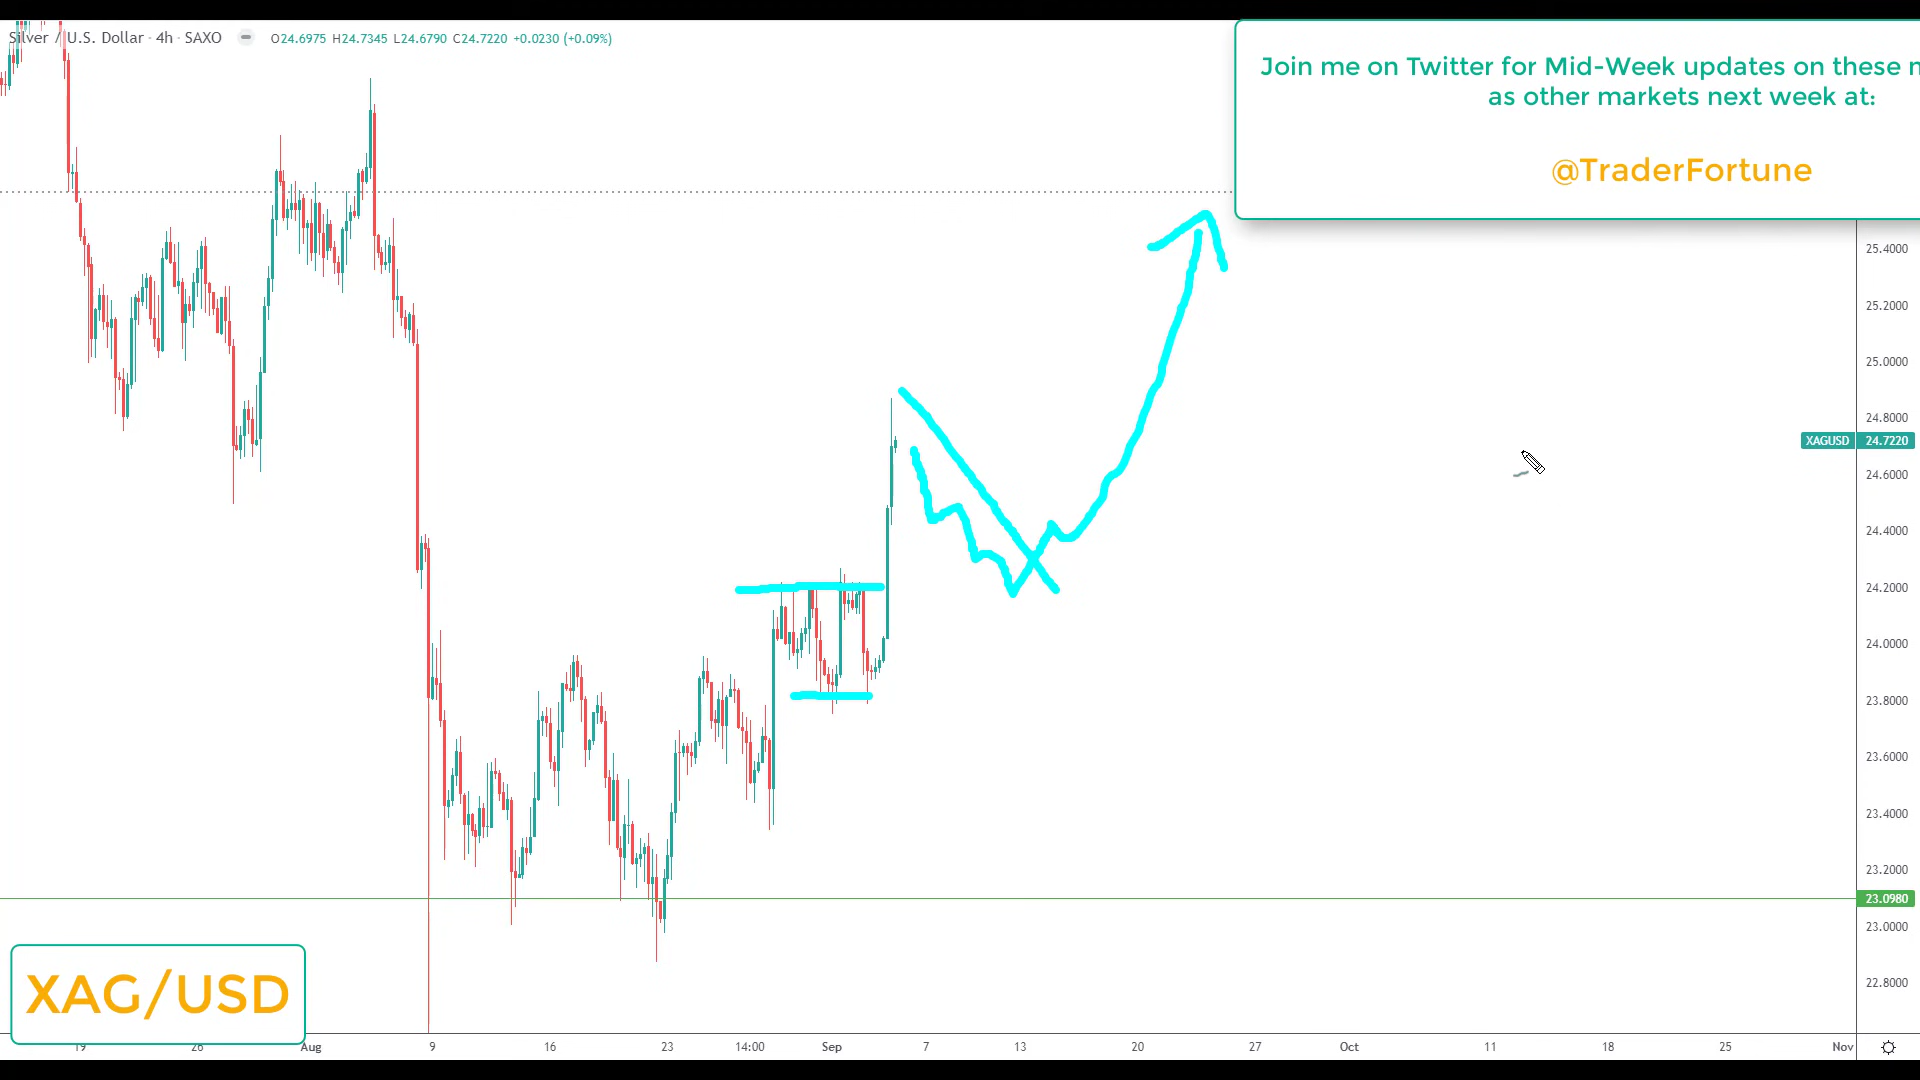 Silver / U.S. Dollar · 4h · SAXO
O24.6975 H24.7345 L24.6790 C24.7220 +0.0230 (+0.09%)
Join me on Twitter for Mid-Week updates on these
as other markets next week at:
@TraderFortune
25.4000
25.2000
25.0000
24.8000
XAGUSD 24.7220
24.6000
24.4000
24.2000
24.0000
23.8000
23.6000
23.4000
23.2000
23.0980
23.0000
22.8000
XAG/USD
19 26 Aug 9 16 23 14:00 Sep 7 13 20 27 Oct 11 18 25 Nov